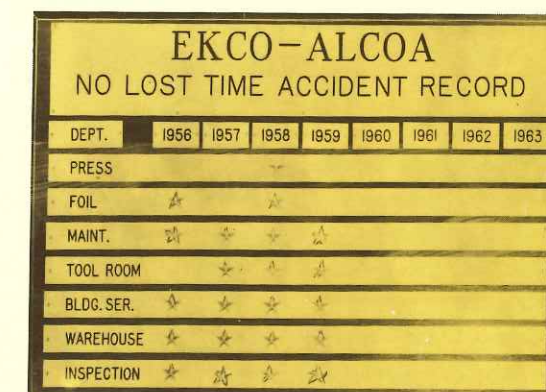 EKCO-ALCOA
NO LOST TIME ACCIDENT RECORD
DEPT. 1956 1957 1958 1959 1960 1961 1962 1963
PRESS
FOIL
MAINT.
TOOL ROOM
BLDG. SER.
WAREHOUSE
INSPECTION